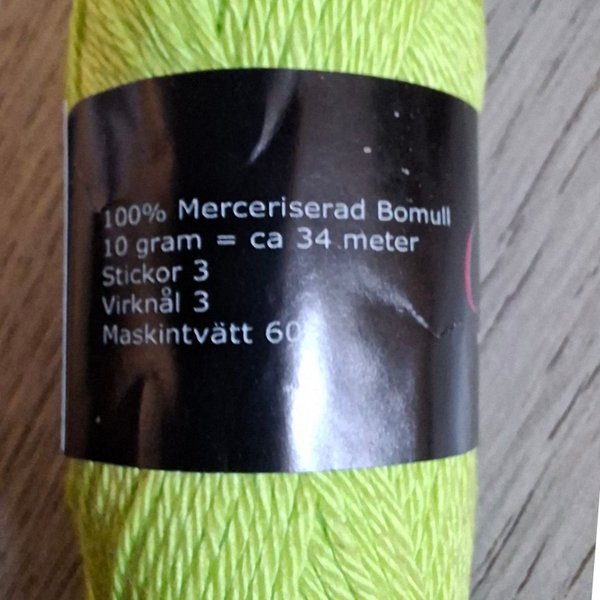 100% Merceriserad Bomull
10 gram = ca 34 meter
Stickor 3
Virknål 3
Maskintvätt 60°